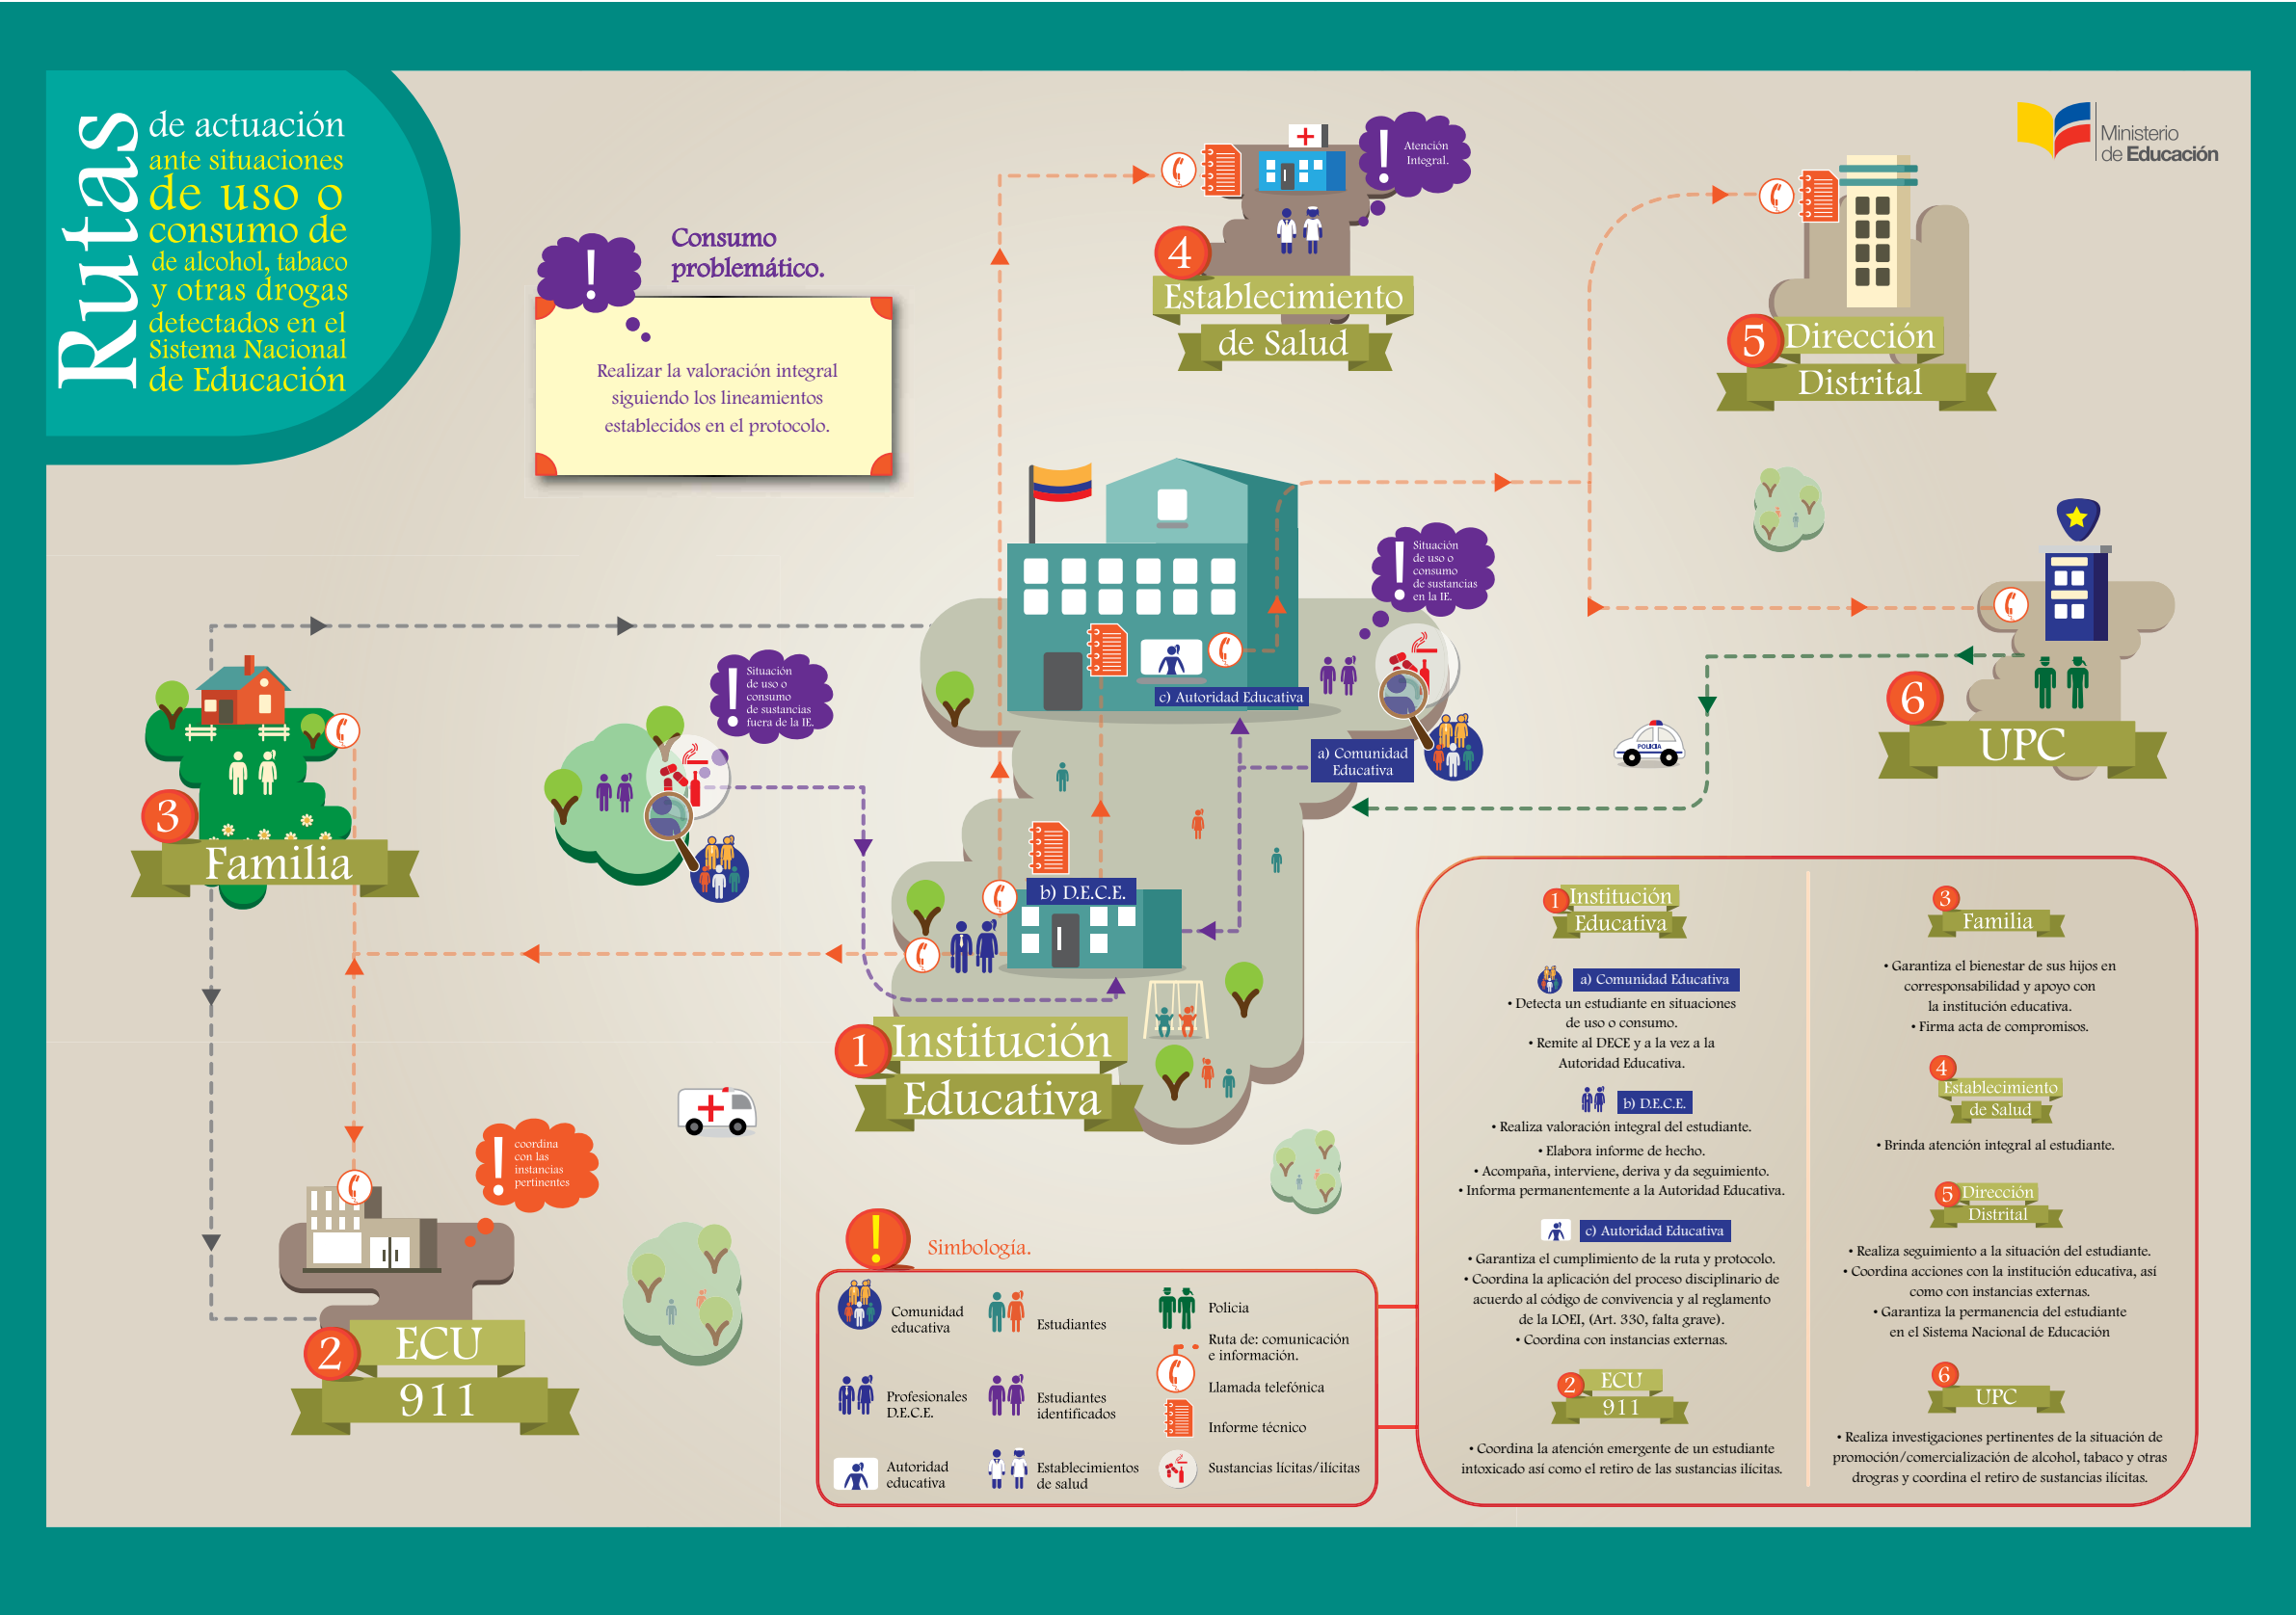 Rutas
de actuación
ante situaciones
de uso o
consumo de
de alcohol, tabaco
y otras drogas
detectados en el
Sistema Nacional
de Educación
Ministerio
de Educación
!
Consumo
problemático.
Realizar la valoración integral
siguiendo los lineamientos
establecidos en el protocolo.
!
Atención
Integral.
4
Establecimiento
de Salud
5
Dirección
Distrital
!
Situación
de uso o
consumo
de sustancias
en la IE.
c) Autoridad Educativa
a) Comunidad
Educativa
!
Situación
de uso o
consumo
de sustancias
fuera de la IE.
3
Familia
POLICIA
6
UPC
b) D.E.C.E.
1
Institución
Educativa
!
coordina
con las
instancias
pertinentes
2
ECU
911
!
Simbología.
Comunidad
educativa
Estudiantes
Policia
Ruta de: comunicación
e información.
Llamada telefónica
Profesionales
D.E.C.E.
Estudiantes
identificados
Informe técnico
Autoridad
educativa
Establecimientos
de salud
Sustancias lícitas/ilícitas
1
Institución
Educativa
a) Comunidad Educativa
• Detecta un estudiante en situaciones
de uso o consumo.
• Remite al DECE y a la vez a la
Autoridad Educativa.
b) D.E.C.E.
• Realiza valoración integral del estudiante.
• Elabora informe de hecho.
• Acompaña, interviene, deriva y da seguimiento.
• Informa permanentemente a la Autoridad Educativa.
c) Autoridad Educativa
• Garantiza el cumplimiento de la ruta y protocolo.
• Coordina la aplicación del proceso disciplinario de
acuerdo al código de convivencia y al reglamento
de la LOEI, (Art. 330, falta grave).
• Coordina con instancias externas.
2
ECU
911
• Coordina la atención emergente de un estudiante
intoxicado así como el retiro de las sustancias ilícitas.
3
Familia
• Garantiza el bienestar de sus hijos en
corresponsabilidad y apoyo con
la institución educativa.
• Firma acta de compromisos.
4
Establecimiento
de Salud
• Brinda atención integral al estudiante.
5
Dirección
Distrital
• Realiza seguimiento a la situación del estudiante.
• Coordina acciones con la institución educativa, así
como con instancias externas.
• Garantiza la permanencia del estudiante
en el Sistema Nacional de Educación
6
UPC
• Realiza investigaciones pertinentes de la situación de
promoción/comercialización de alcohol, tabaco y otras
drogras y coordina el retiro de sustancias ilícitas.